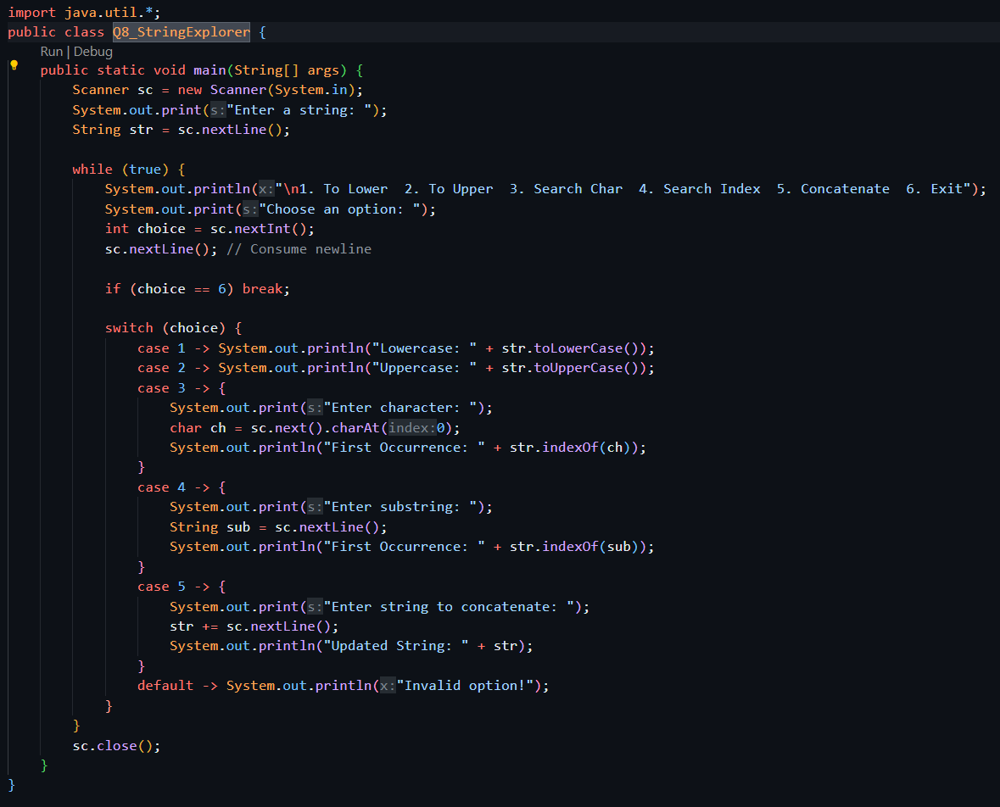 import java.util.*;
public class Q8_StringExplorer {
Run | Debug
    public static void main(String[] args) {
        Scanner sc = new Scanner(System.in);
        System.out.print(s:"Enter a string: ");
        String str = sc.nextLine();

        while (true) {
            System.out.println(x:"\n1. To Lower  2. To Upper  3. Search Char  4. Search Index  5. Concatenate  6. Exit");
            System.out.print(s:"Choose an option: ");
            int choice = sc.nextInt();
            sc.nextLine(); // Consume newline

            if (choice == 6) break;

            switch (choice) {
                case 1 -> System.out.println("Lowercase: " + str.toLowerCase());
                case 2 -> System.out.println("Uppercase: " + str.toUpperCase());
                case 3 -> {
                    System.out.print(s:"Enter character: ");
                    char ch = sc.next().charAt(index:0);
                    System.out.println("First Occurrence: " + str.indexOf(ch));
                }
                case 4 -> {
                    System.out.print(s:"Enter substring: ");
                    String sub = sc.nextLine();
                    System.out.println("First Occurrence: " + str.indexOf(sub));
                }
                case 5 -> {
                    System.out.print(s:"Enter string to concatenate: ");
                    str += sc.nextLine();
                    System.out.println("Updated String: " + str);
                }
                default -> System.out.println(x:"Invalid option!");
            }
        }
        sc.close();
    }
}